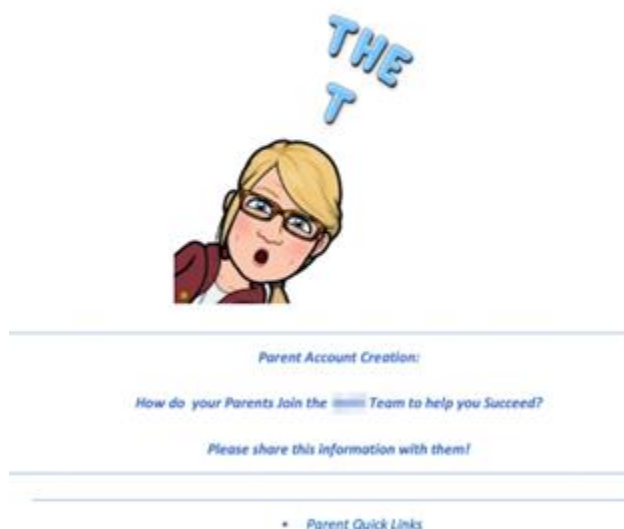 THE
T
Parent Account Creation:
How do your Parents Join the Team to help you Succeed?
Please share this information with them!
• Parent Quick Links